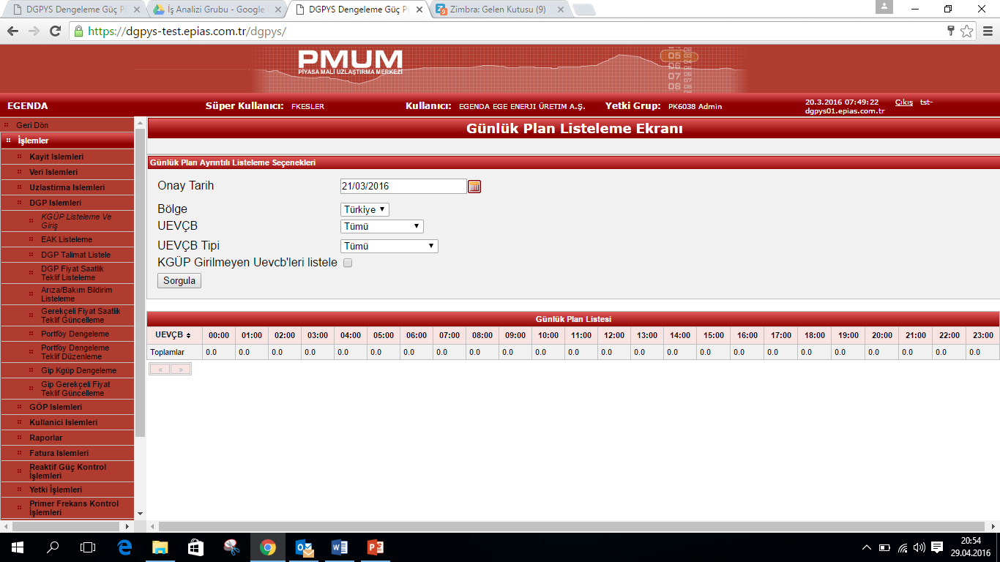 DGPYS Dengeleme Güç P
İş Analizi Grubu - Google
DGPYS Dengeleme Güç P
Zimbra: Gelen Kutusu (9)
https://dgpys-test.epias.com.tr/dgpys/
PMUM
PİYASA MALİ UZLAŞTIRMA MERKEZİ
05
06
07
08
EGENDA
Süper Kullanıcı: FKESLER
Kullanıcı: EGENDA EGE ENERJI ÜRETIM A.Ş.
Yetki Grup: PK6038 Admin
20.3.2016 07:49:22
dgpys01.epias.com.tr
Çıkış
tst-
Geri Dön
İşlemler
Kayit Islemleri
Veri Islemleri
Uzlastirma Islemleri
DGP Islemleri
KGÜP Listeleme Ve
Giriş
EAK Listeleme
DGP Talimat Listele
DGP Fiyat Saatlik
Teklif Listeleme
Arıza/Bakım Bildirim
Listeleme
Gerekçeli Fiyat Saatlik
Teklif Güncelleme
Portföy Dengeleme
Portföy Dengeleme
Teklif Düzenleme
Gip Kgüp Dengeleme
Gip Gerekçeli Fiyat
Teklif Güncelleme
GÖP Islemleri
Kullanici Islemleri
Raporlar
Fatura Islemleri
Reaktif Güç Kontrol
İşlemleri
Yetki İşlemleri
Primer Frekans Kontrol
İşlemleri
Günlük Plan Listeleme Ekranı
Günlük Plan Ayrıntılı Listeleme Seçenekleri
Onay Tarih 21/03/2016
Bölge Türkiye
UEVÇB Tümü
UEVÇB Tipi Tümü
KGÜP Girilmeyen Uevcb'leri listele
Sorgula
Günlük Plan Listesi
UEVÇB 00:00 01:00 02:00 03:00 04:00 05:00 06:00 07:00 08:00 09:00 10:00 11:00 12:00 13:00 14:00 15:00 16:00 17:00 18:00 19:00 20:00 21:00 22:00 23:00
Toplamlar 0.0 0.0 0.0 0.0 0.0 0.0 0.0 0.0 0.0 0.0 0.0 0.0 0.0 0.0 0.0 0.0 0.0 0.0 0.0 0.0 0.0 0.0 0.0 0.0
« »
20:54
29.04.2016